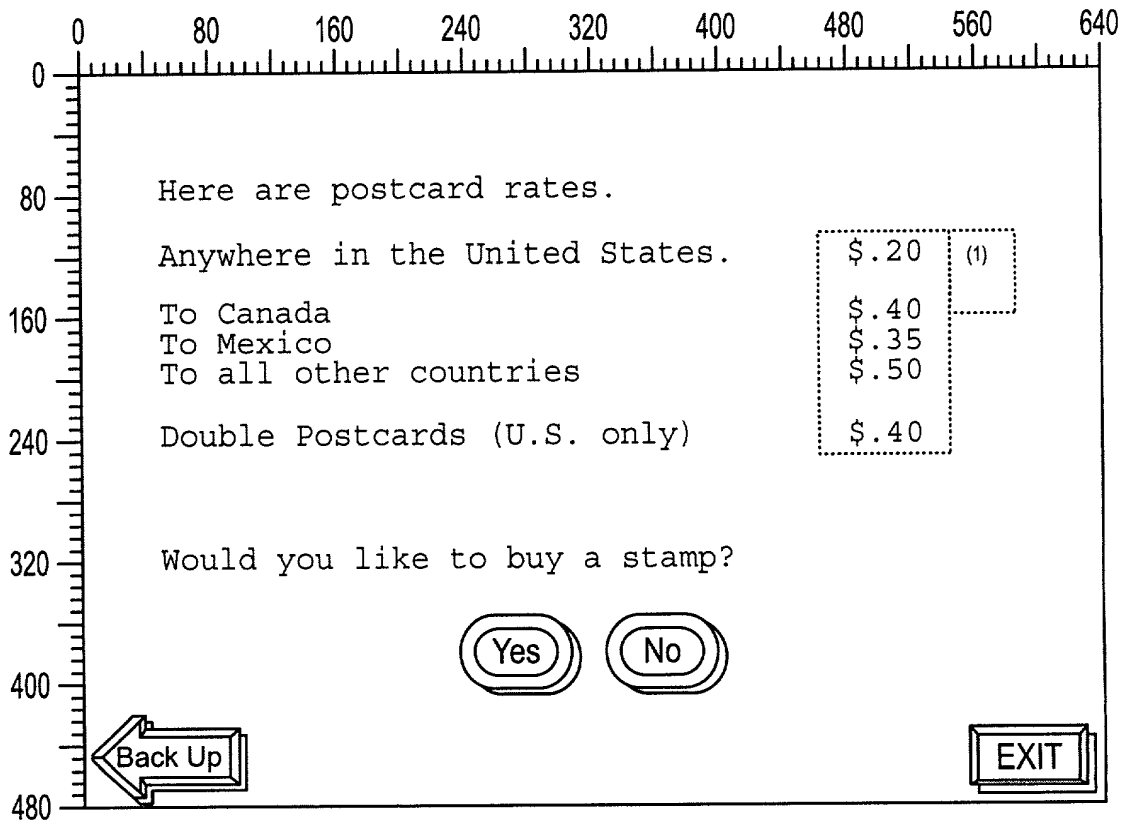 0 80 160 240 320 400 480 560 640
0
80
Here are postcard rates.
Anywhere in the United States. $.20 (1)
160
To Canada $.40
To Mexico $.35
To all other countries $.50
240
Double Postcards (U.S. only) $.40
320
Would you like to buy a stamp?
Yes No
400
Back Up EXIT
480